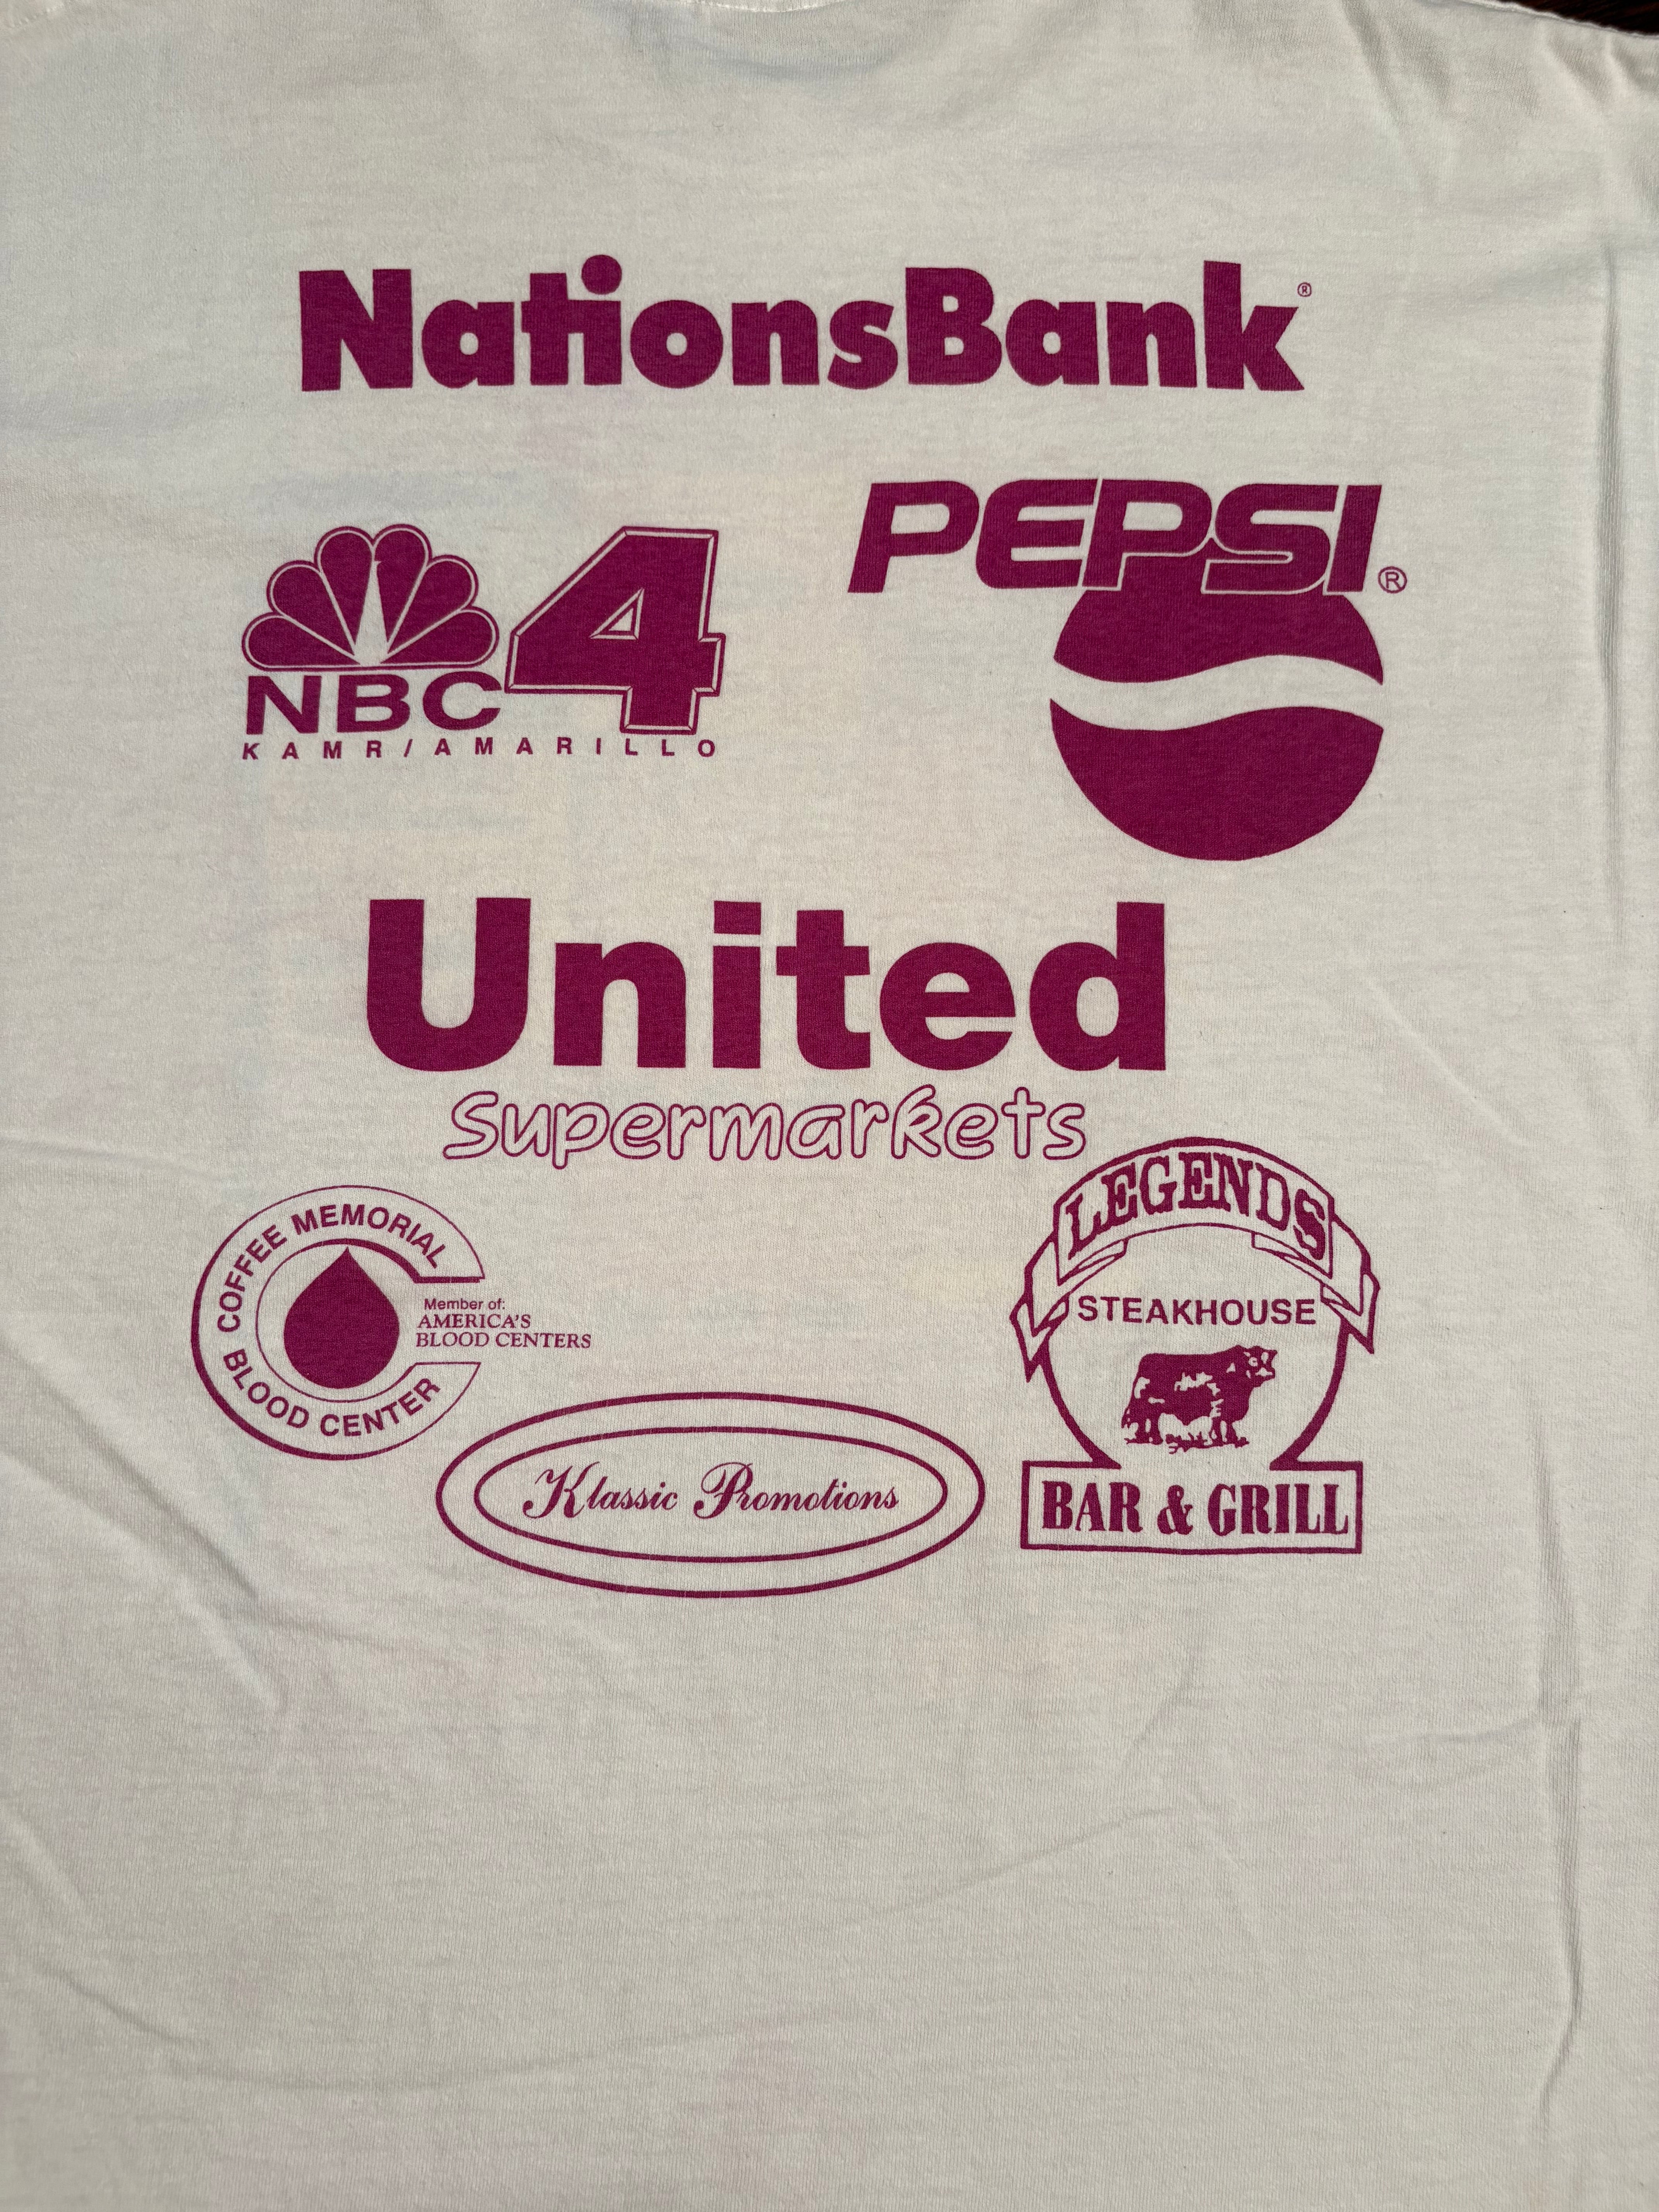 NationsBank®
PEPSI®
4
NBC
KAMR/AMARILLO
United
Supermarkets
LEGENDS
STEAKHOUSE
BAR & GRILL
COFFEE MEMORIAL
BLOOD CENTER
Member of:
AMERICA'S
BLOOD CENTERS
Klassic Promotions